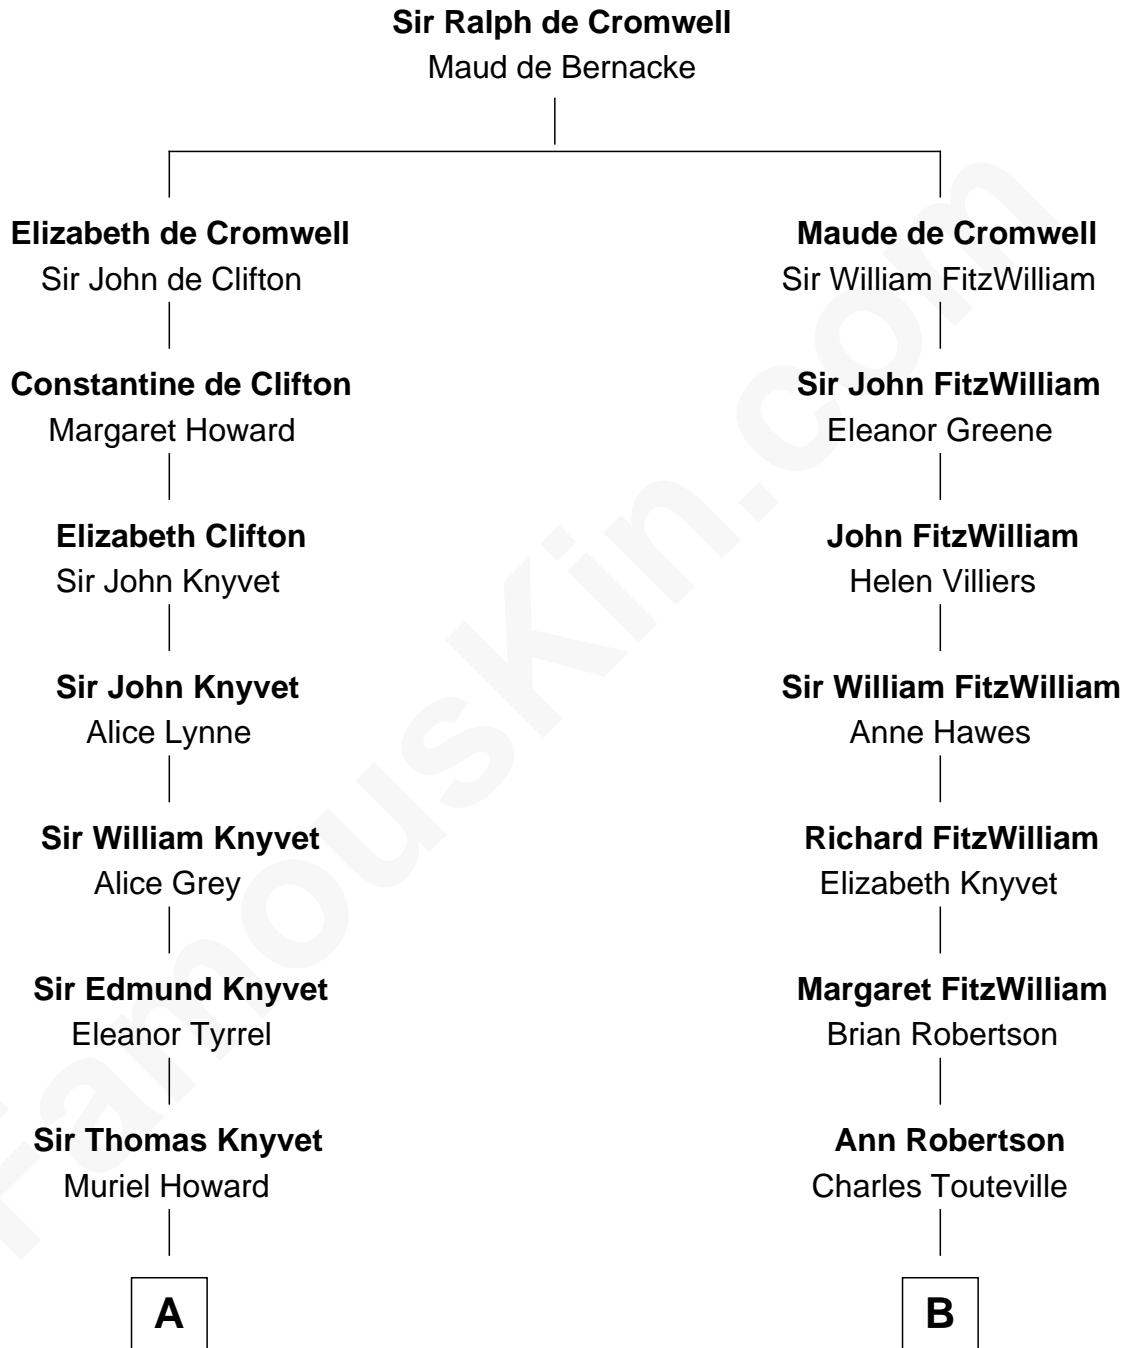 Sir Ralph de Cromwell
Maud de Bernacke
Elizabeth de Cromwell
Sir John de Clifton
Maude de Cromwell
Sir William FitzWilliam
Constantine de Clifton
Margaret Howard
Sir John FitzWilliam
Eleanor Greene
Elizabeth Clifton
Sir John Knyvet
John FitzWilliam
Helen Villiers
Sir John Knyvet
Alice Lynne
Sir William FitzWilliam
Anne Hawes
Sir William Knyvet
Alice Grey
Richard FitzWilliam
Elizabeth Knyvet
Sir Edmund Knyvet
Eleanor Tyrrel
Margaret FitzWilliam
Brian Robertson
Sir Thomas Knyvet
Muriel Howard
Ann Robertson
Charles Touteville
A
B
FamousKin.com